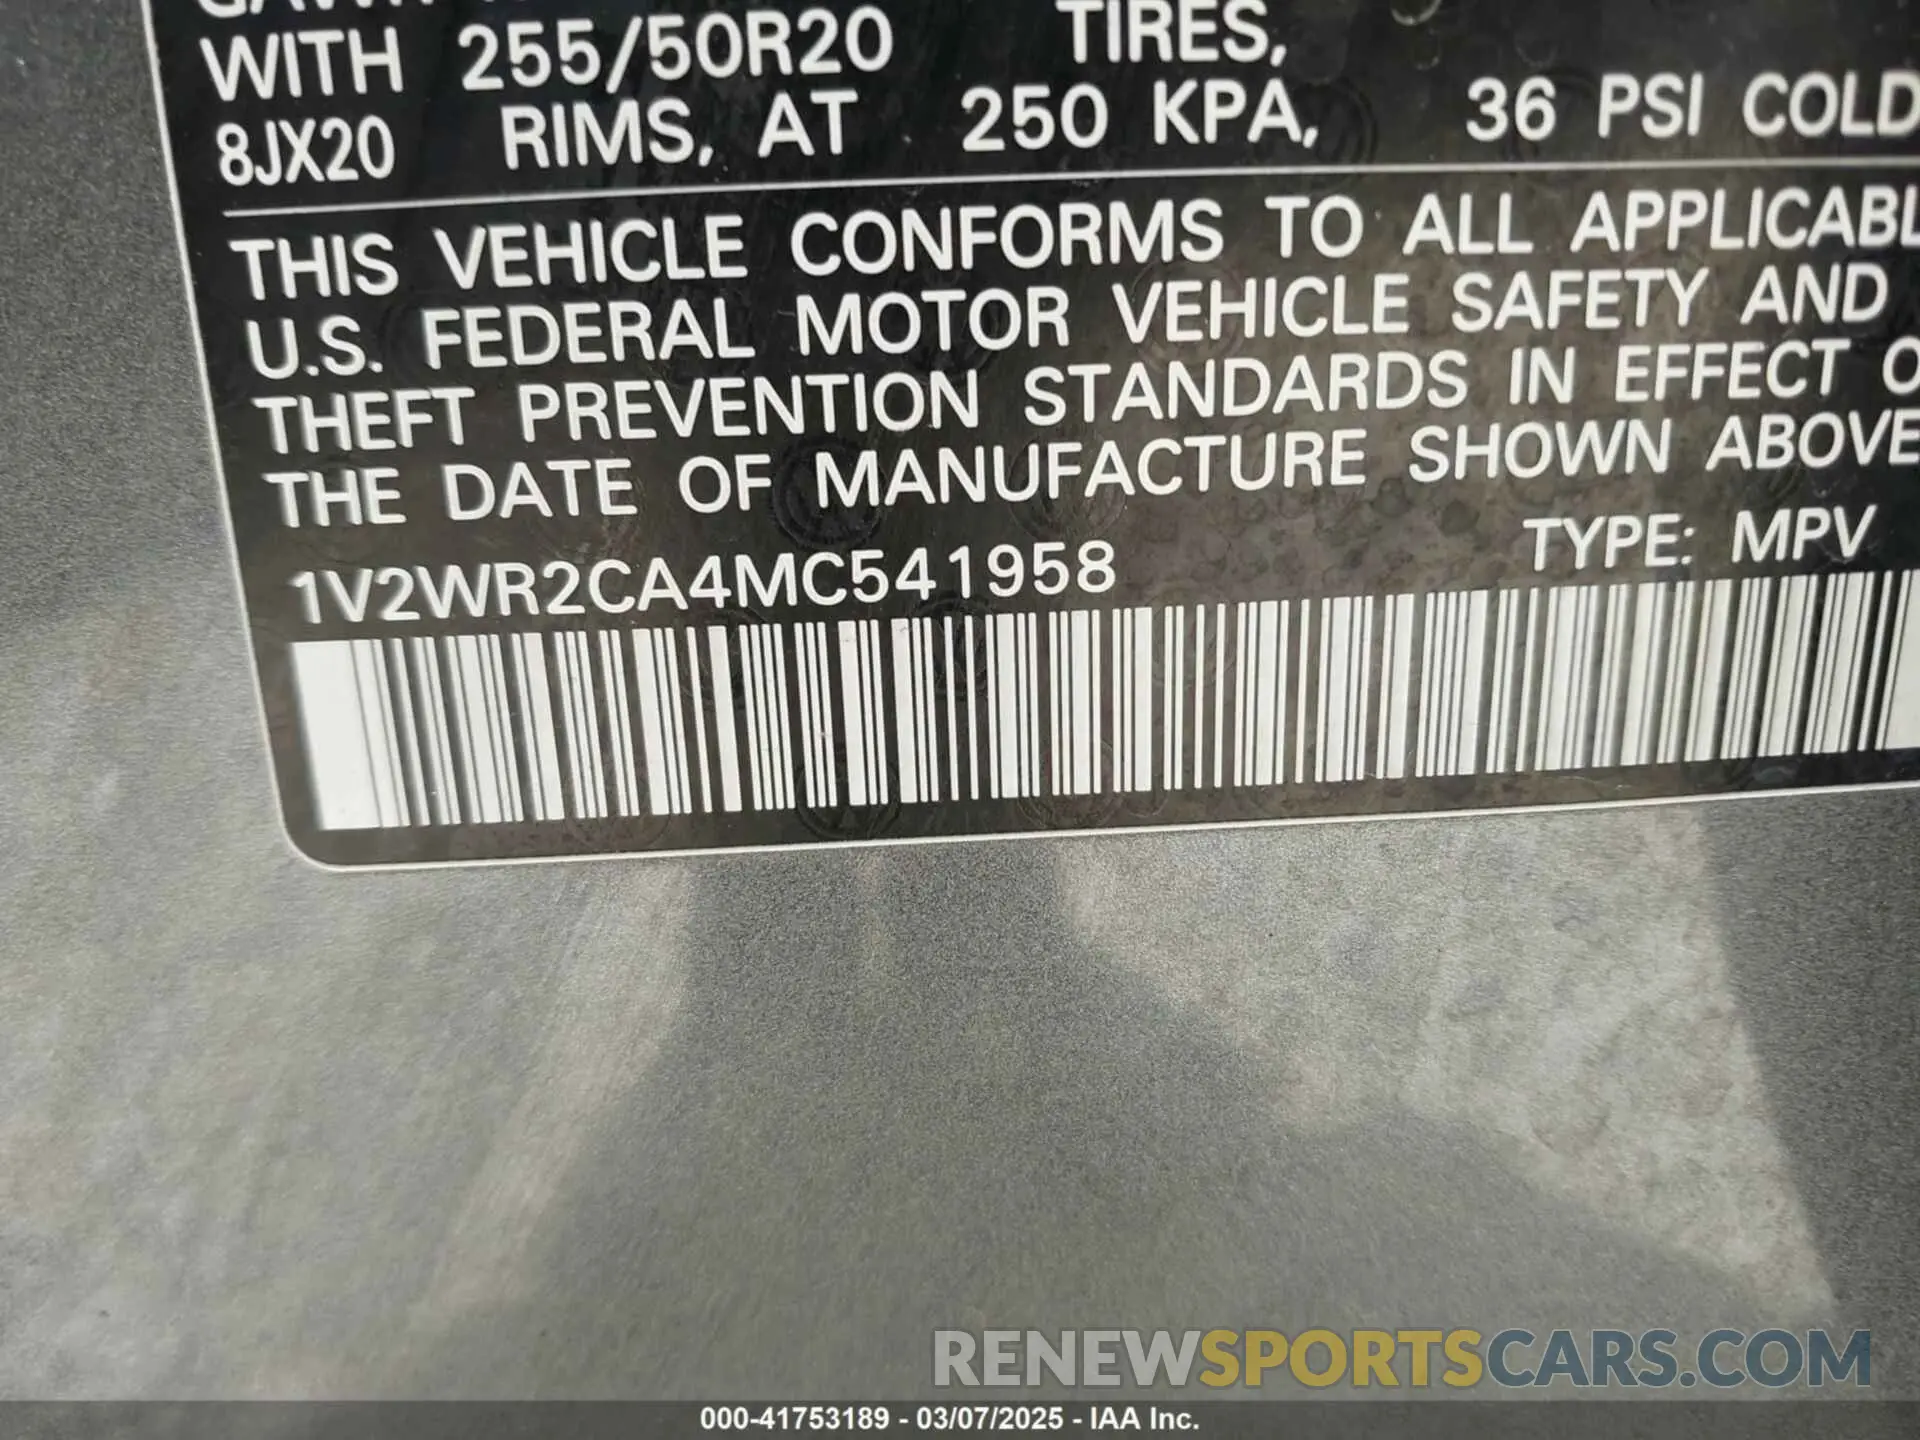 WITH 255/50R20 TIRES,
8JX20 RIMS, AT 250 KPA, 36 PSI COLD
THIS VEHICLE CONFORMS TO ALL APPLICABL
U.S. FEDERAL MOTOR VEHICLE SAFETY AND
THEFT PREVENTION STANDARDS IN EFFECT O
THE DATE OF MANUFACTURE SHOWN ABOVE
1V2WR2CA4MC541958 TYPE: MPV
RENEWSPORTSCARS.COM
000-41753189 - 03/07/2025 - IAA Inc.